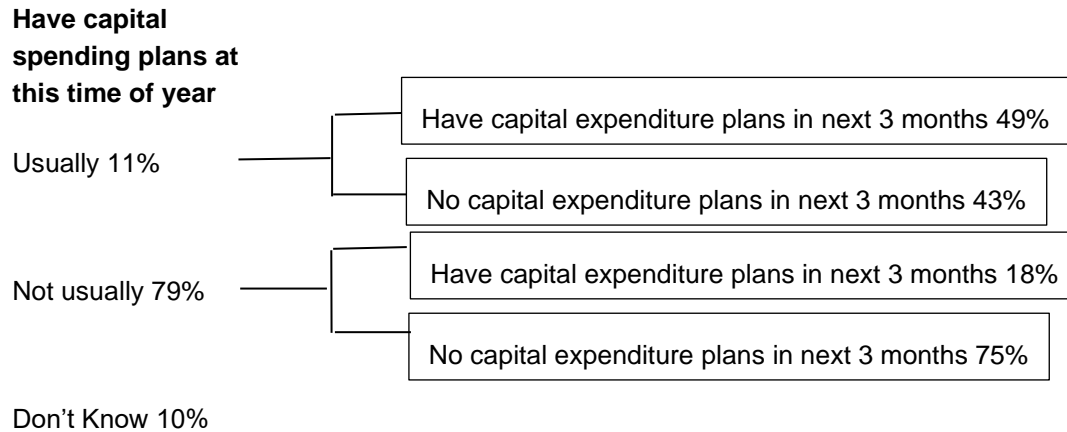 Have capital
spending plans at
this time of year
Have capital expenditure plans in next 3 months 49%
Usually 11%
No capital expenditure plans in next 3 months 43%
Have capital expenditure plans in next 3 months 18%
Not usually 79%
No capital expenditure plans in next 3 months 75%
Don’t Know 10%